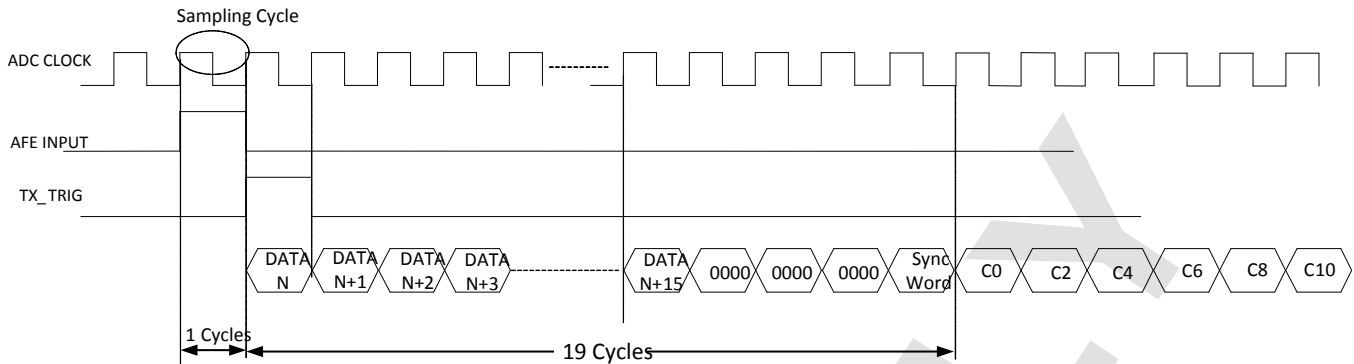 Sampling Cycle
ADC CLOCK
AFE INPUT
TX_TRIG
DATA N
DATA N+1
DATA N+2
DATA N+3
DATA N+15
0000
0000
0000
Sync Word
C0
C2
C4
C6
C8
C10
1 Cycles
19 Cycles